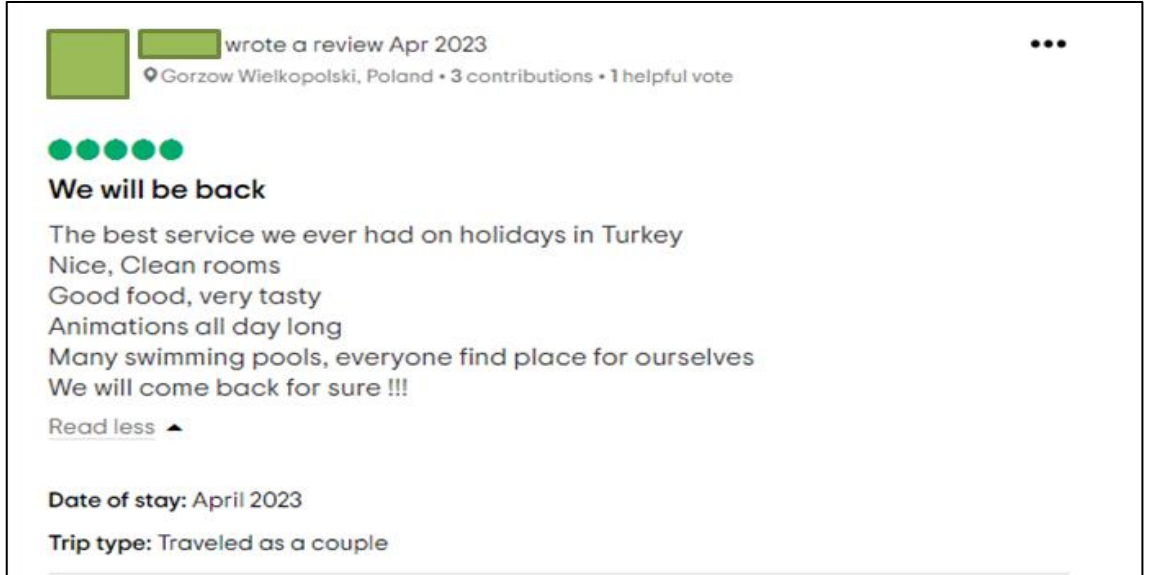 wrote a review Apr 2023
Gorzow Wielkopolski, Poland • 3 contributions • 1 helpful vote
We will be back
The best service we ever had on holidays in Turkey
Nice, Clean rooms
Good food, very tasty
Animations all day long
Many swimming pools, everyone find place for ourselves
We will come back for sure !!!
Read less
Date of stay: April 2023
Trip type: Traveled as a couple